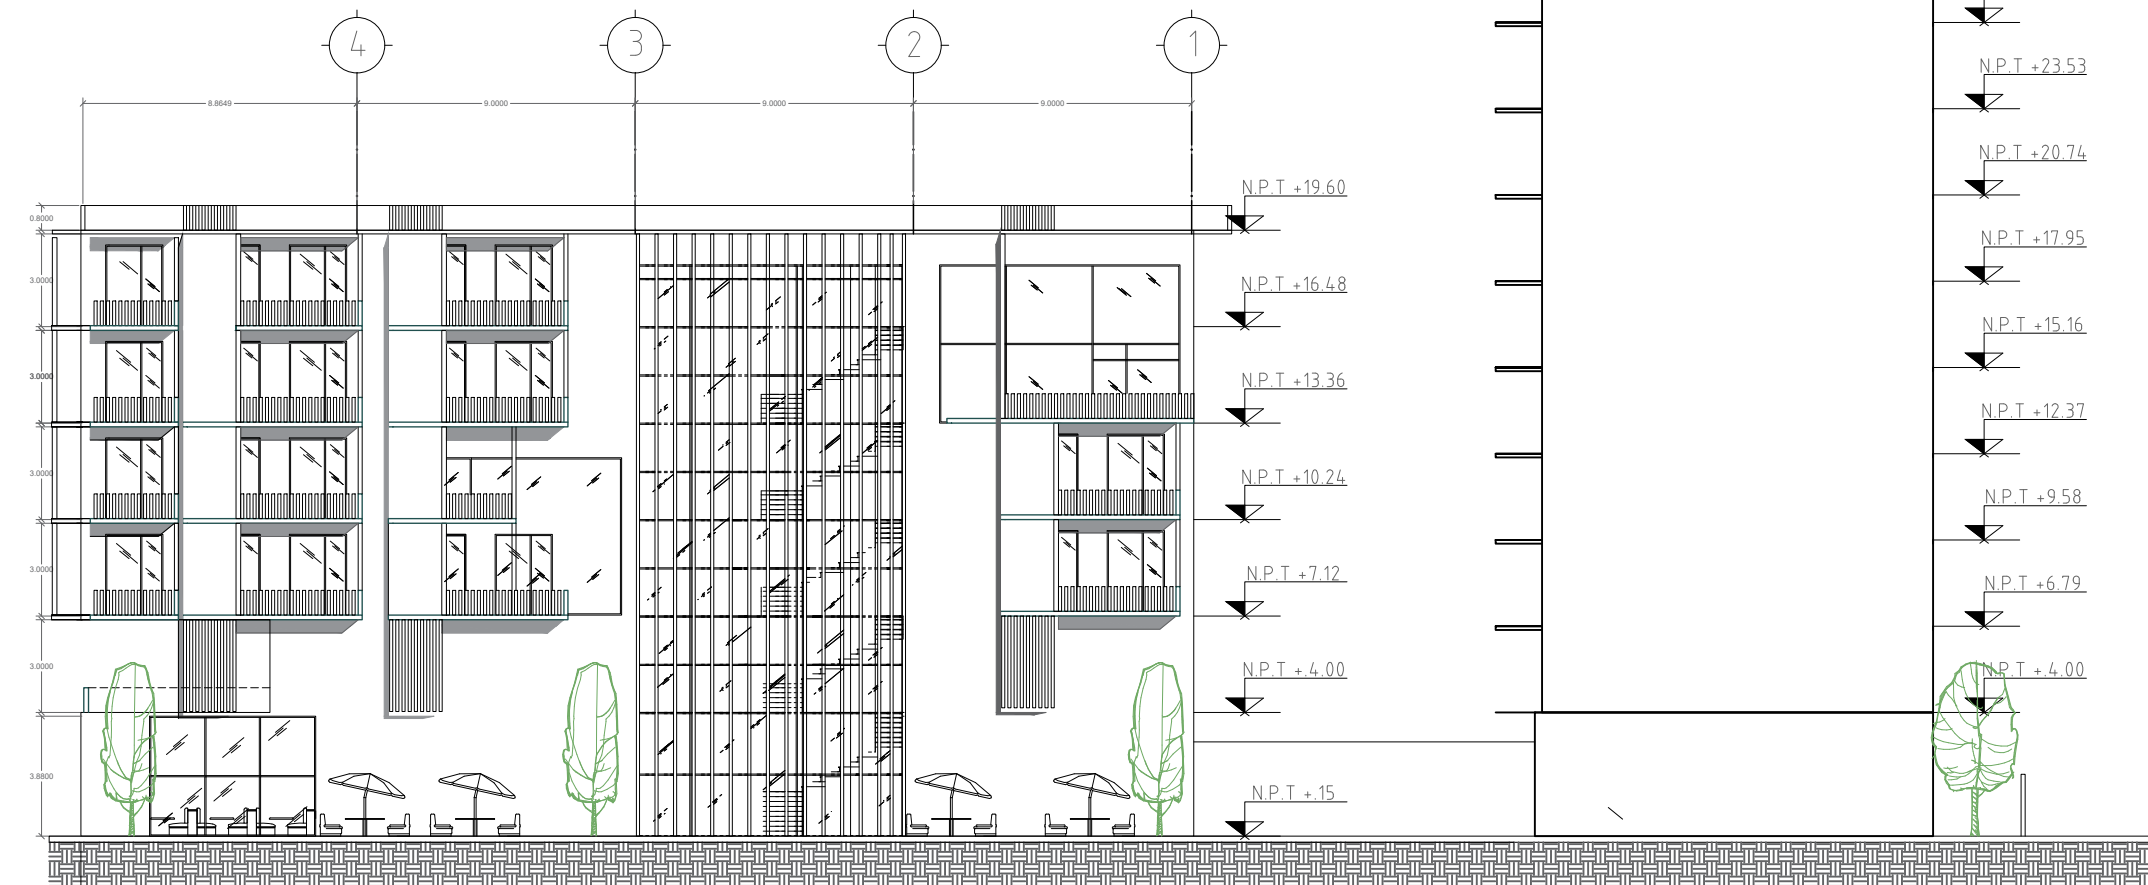 4 3 2 1
8.8649 9.0000 9.0000 9.0000
N.P.T +23.53
N.P.T +20.74
N.P.T +19.60
0.8000
N.P.T +17.95
3.0000
N.P.T +16.48
N.P.T +15.16
3.0000
N.P.T +13.36
N.P.T +12.37
3.0000
N.P.T +10.24
N.P.T +9.58
3.0000
N.P.T +7.12
N.P.T +6.79
3.0000
N.P.T +.4.00
N.P.T +.4.00
3.8800
N.P.T +.15